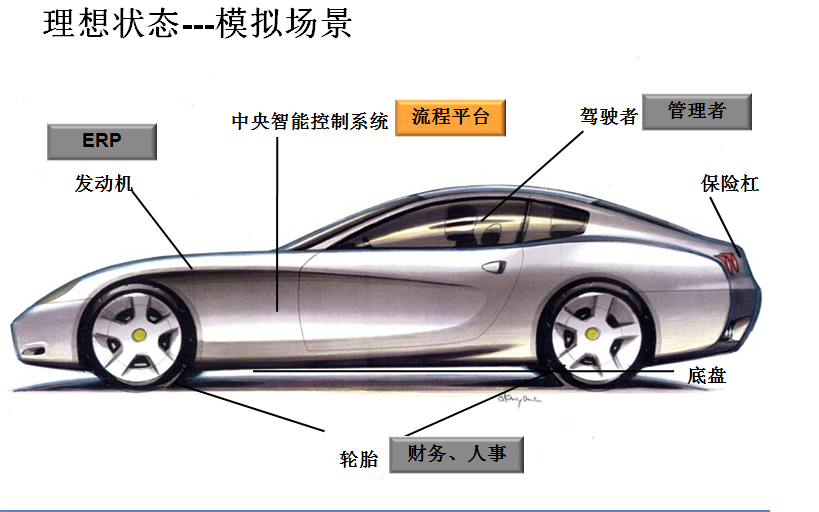 理想状态---模拟场景
中央智能控制系统
流程平台
驾驶者
管理者
ERP
发动机
保险杠
底盘
轮胎
财务、人事